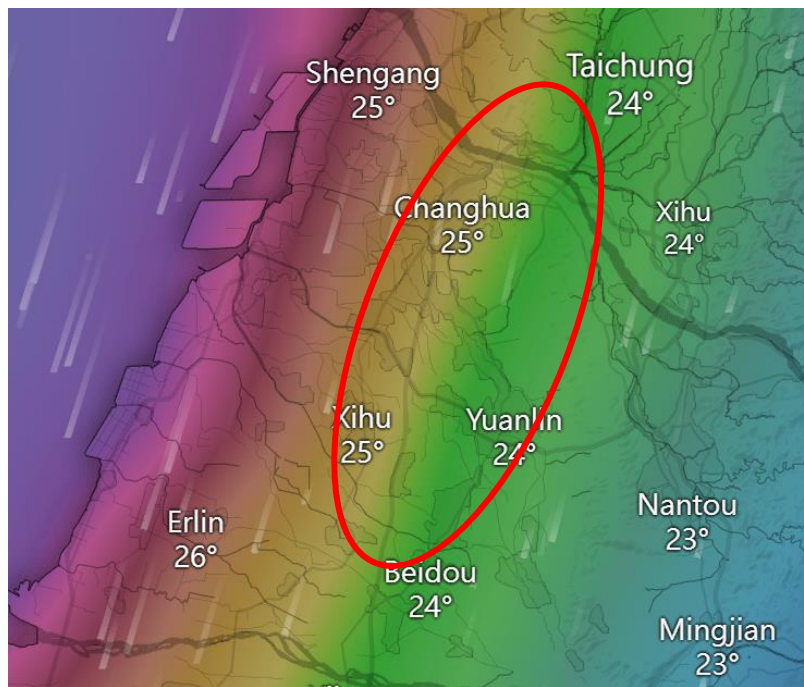 Shengang
25°
Taichung
24°
Changhua
25°
Xihu
24°
Xihu
25°
Yuanlin
24°
Erlin
26°
Nantou
23°
Beidou
24°
Mingjian
23°